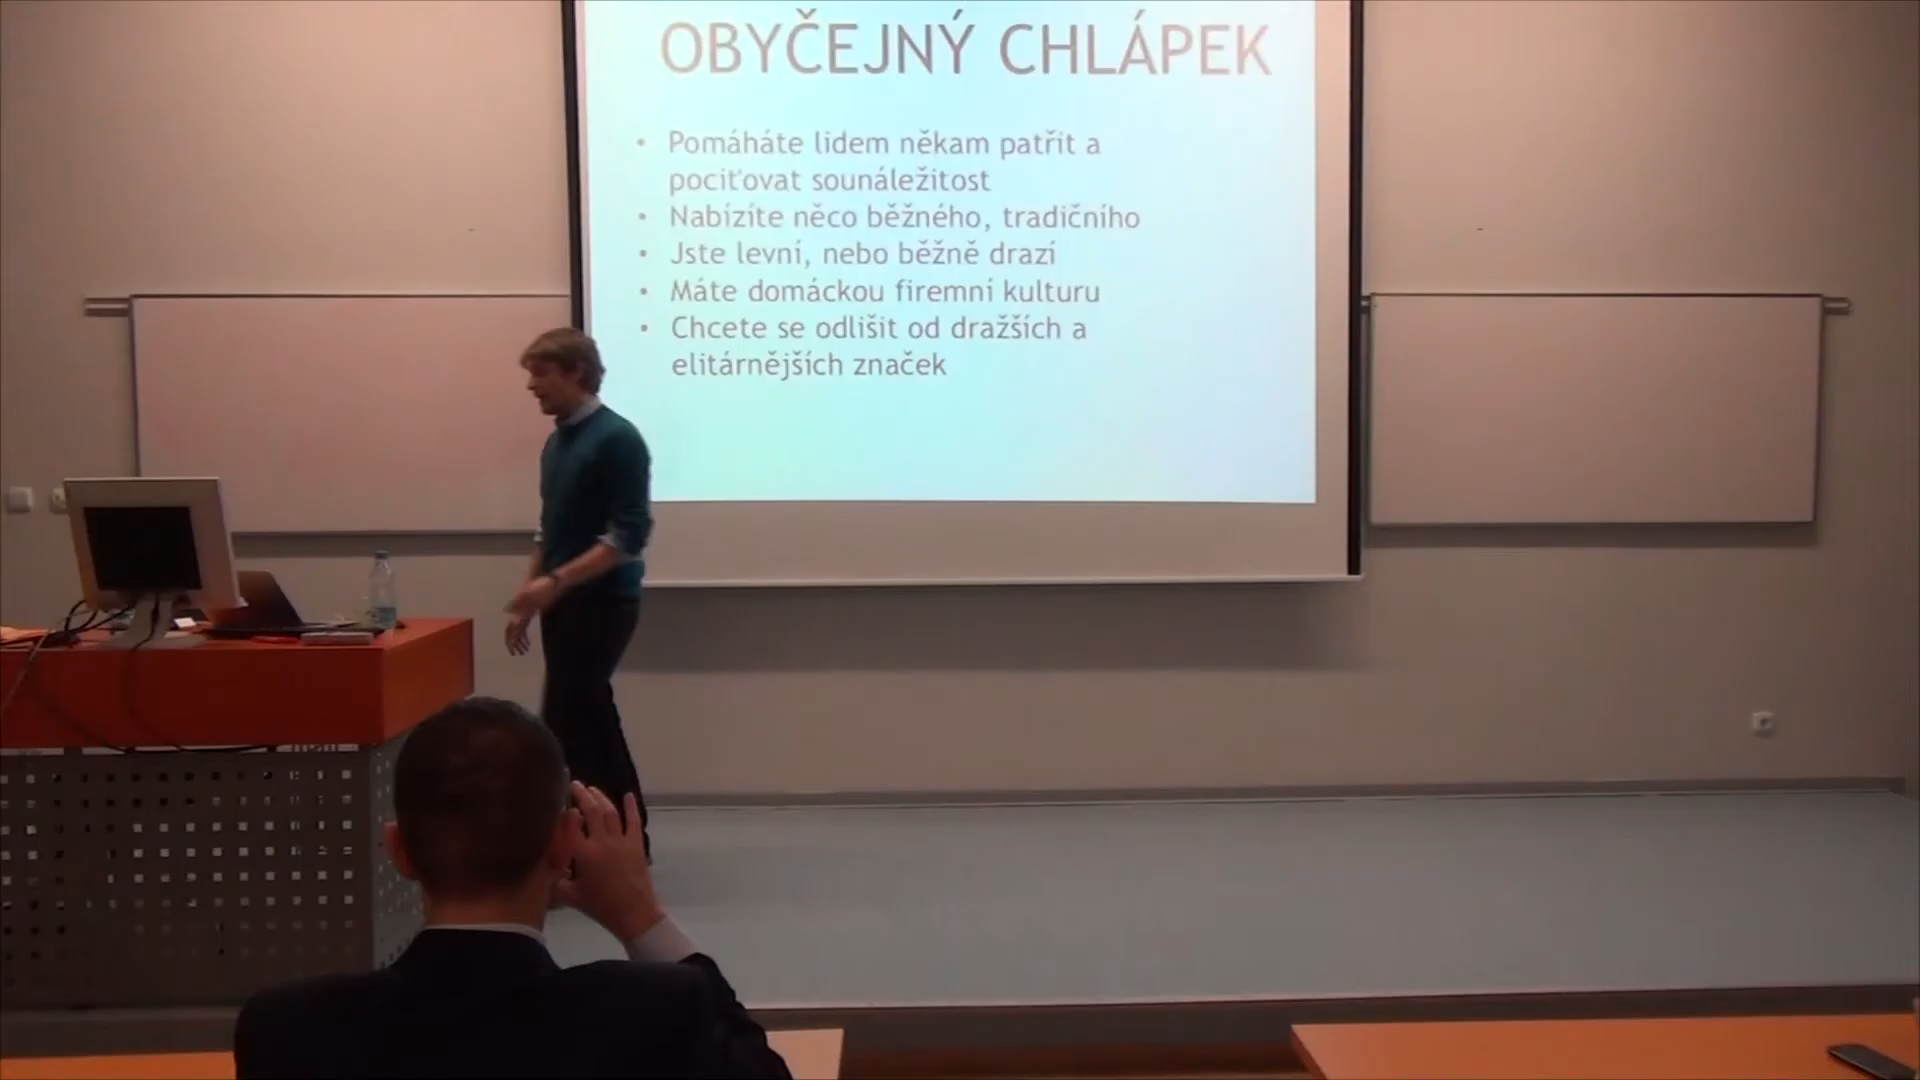 OBYČEJNÝ CHLÁPEK
• Pomáháte lidem někam patřit a
pociťovat sounáležitost
• Nabízíte něco běžného, tradičního
• Jste levní, nebo běžně drazí
• Máte domáckou firemní kulturu
• Chcete se odlišit od dražších a
elitárnějších značek